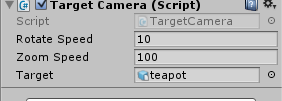 Target Camera (Script)
Script TargetCamera
Rotate Speed 10
Zoom Speed 100
Target teapot